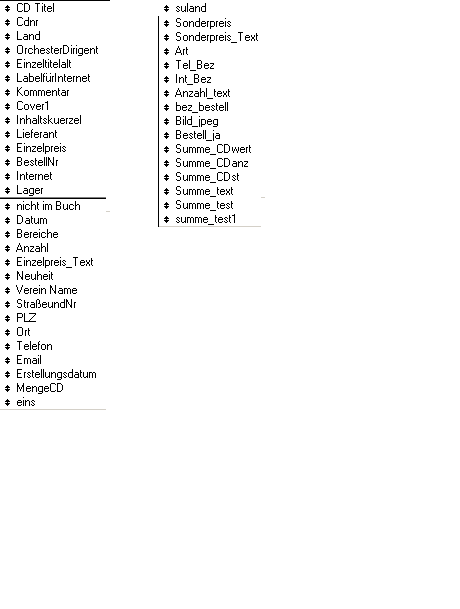 CD Titel
Cdnr
Land
OrchesterDirigent
Einzeltitelalt
LabelfürInternet
Kommentar
Cover1
Inhaltskuerzel
Lieferant
Einzelpreis
BestellNr
Internet
Lager
nicht im Buch
Datum
Bereiche
Anzahl
Einzelpreis_Text
Neuheit
Verein Name
StraßeundNr
PLZ
Ort
Telefon
Email
Erstellungsdatum
MengeCD
eins
suland
Sonderpreis
Sonderpreis_Text
Art
Tel_Bez
Int_Bez
Anzahl_text
bez_bestell
Bild_jpeg
Bestell_ja
Summe_CDwert
Summe_CDanz
Summe_CDst
Summe_text
Summe_test
summe_test1